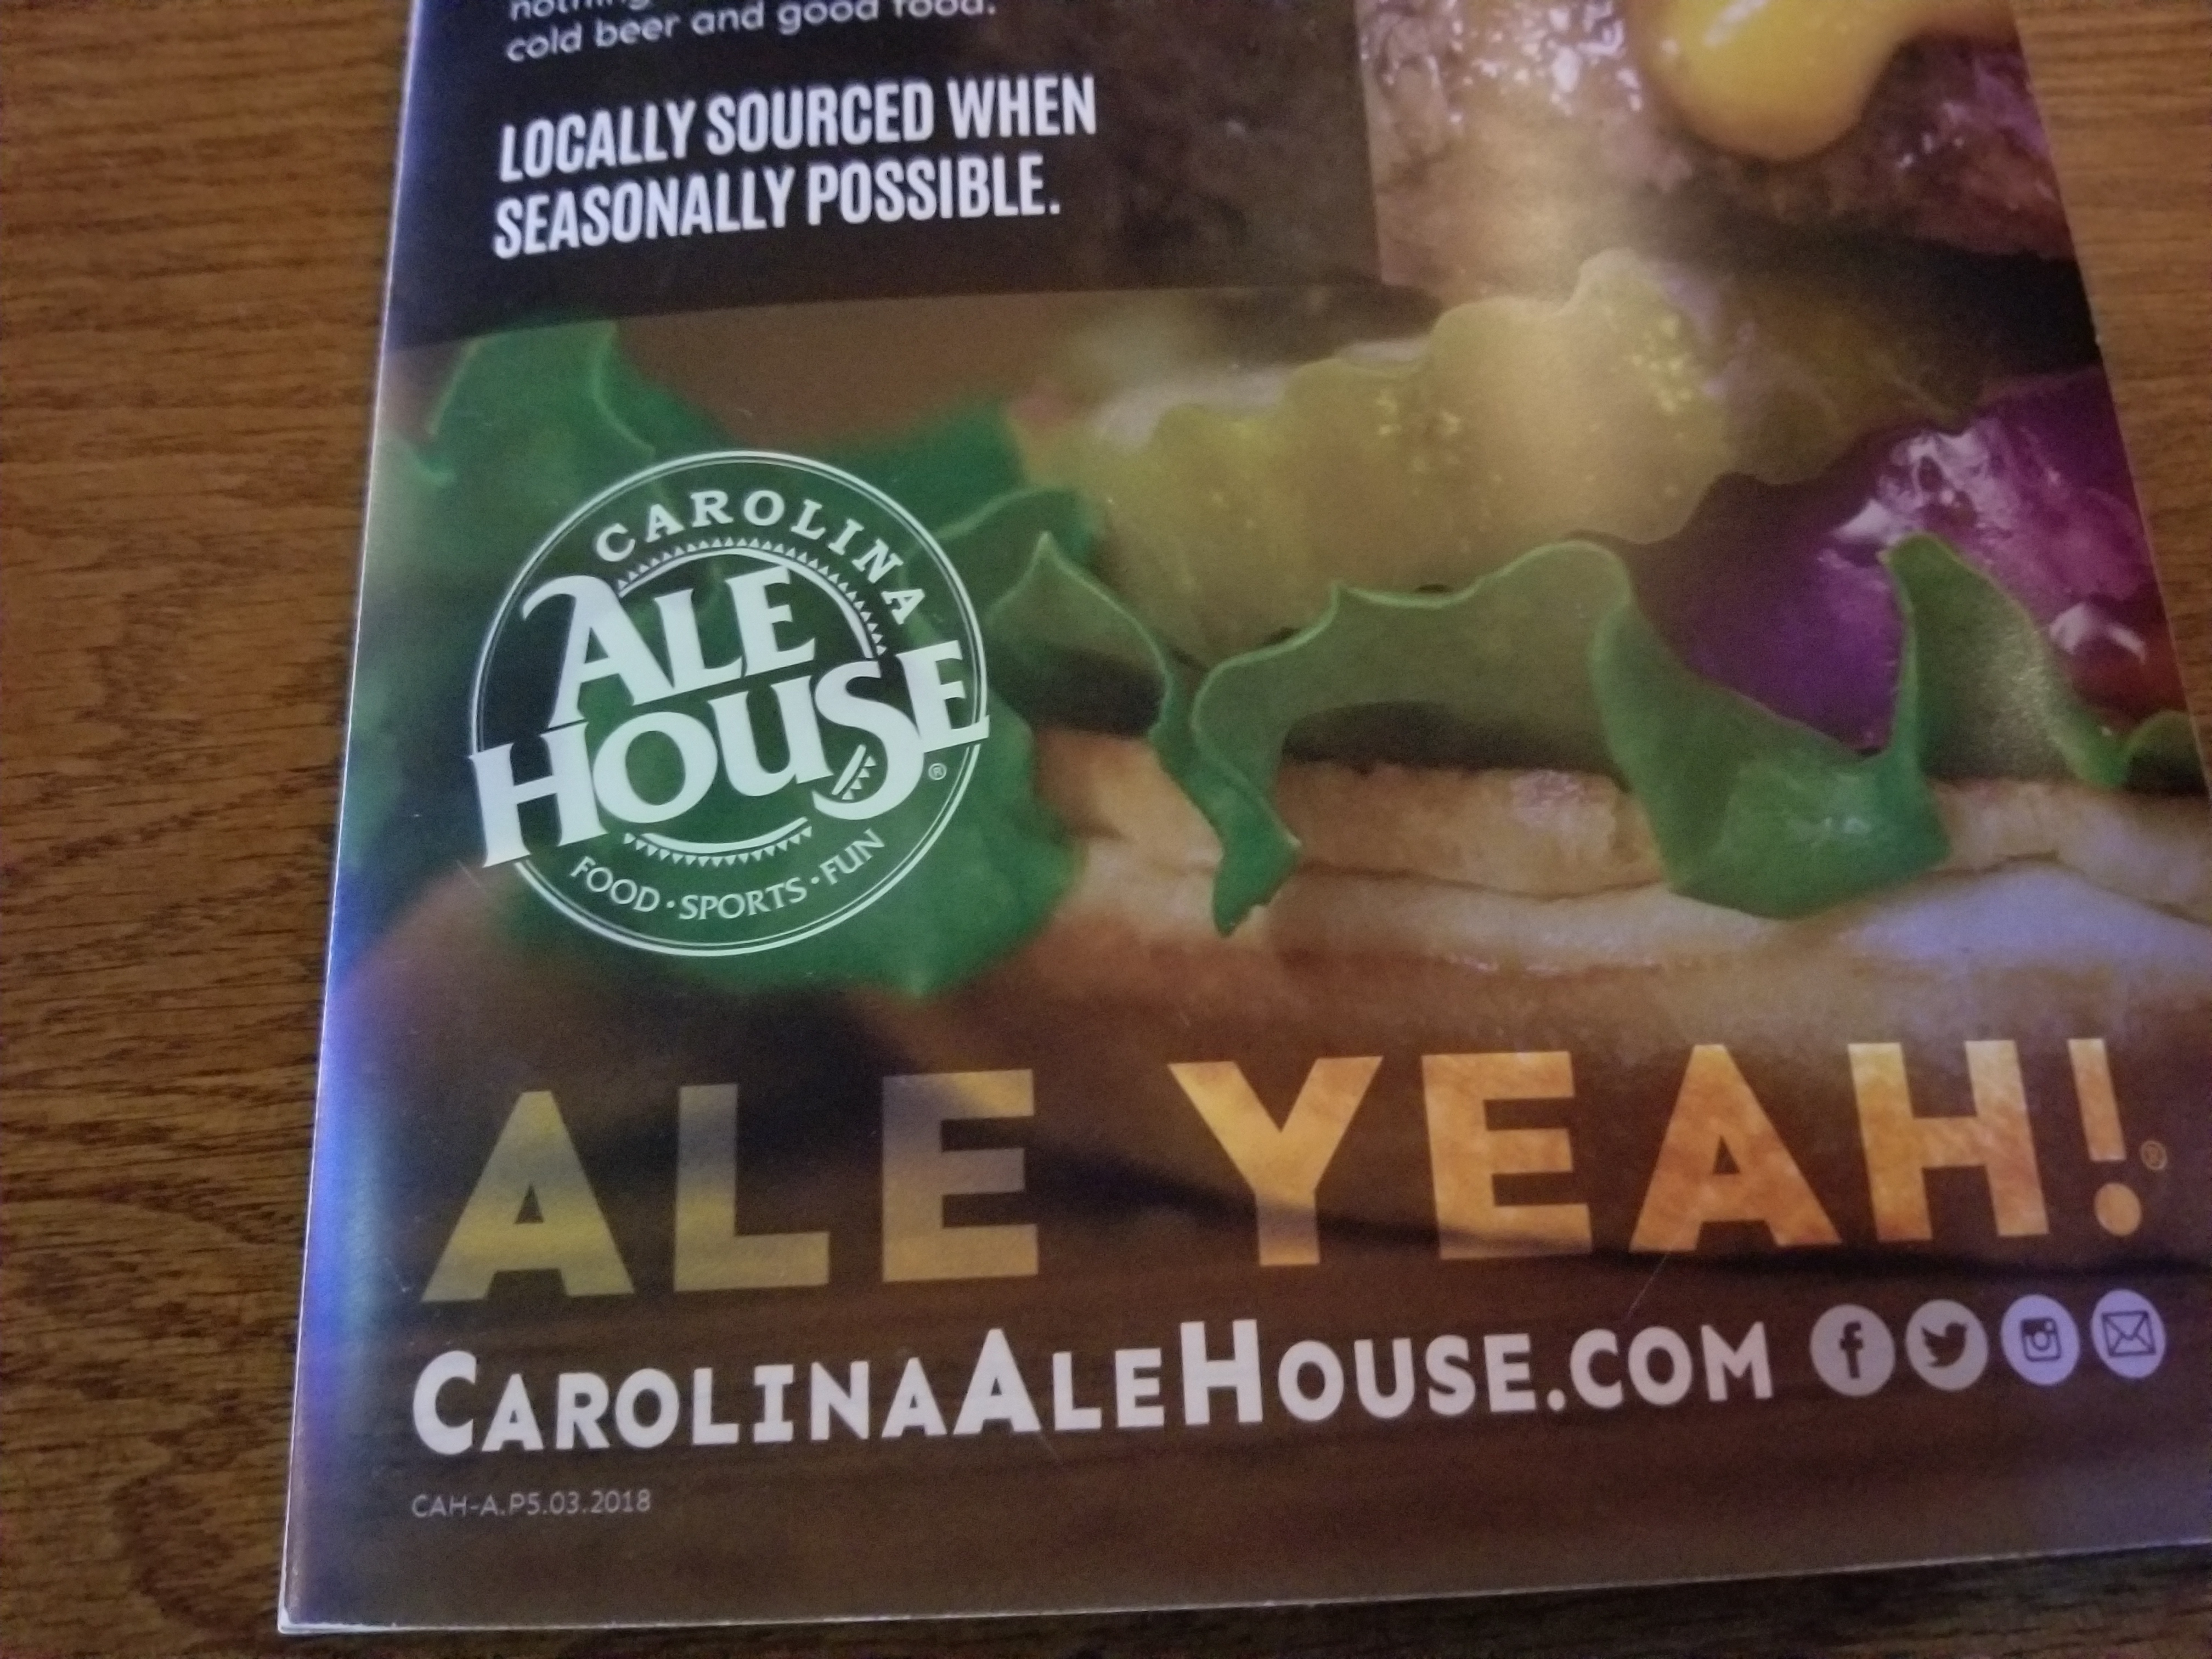 nothing
cold beer and good food.
LOCALLY SOURCED WHEN
SEASONALLY POSSIBLE.
CAROLINA
ALE
HOUSE®
FOOD • SPORTS • FUN
ALE YEAH!®
CAROLINAALEHOUSE.COM
CAH-A.P5.03.2018